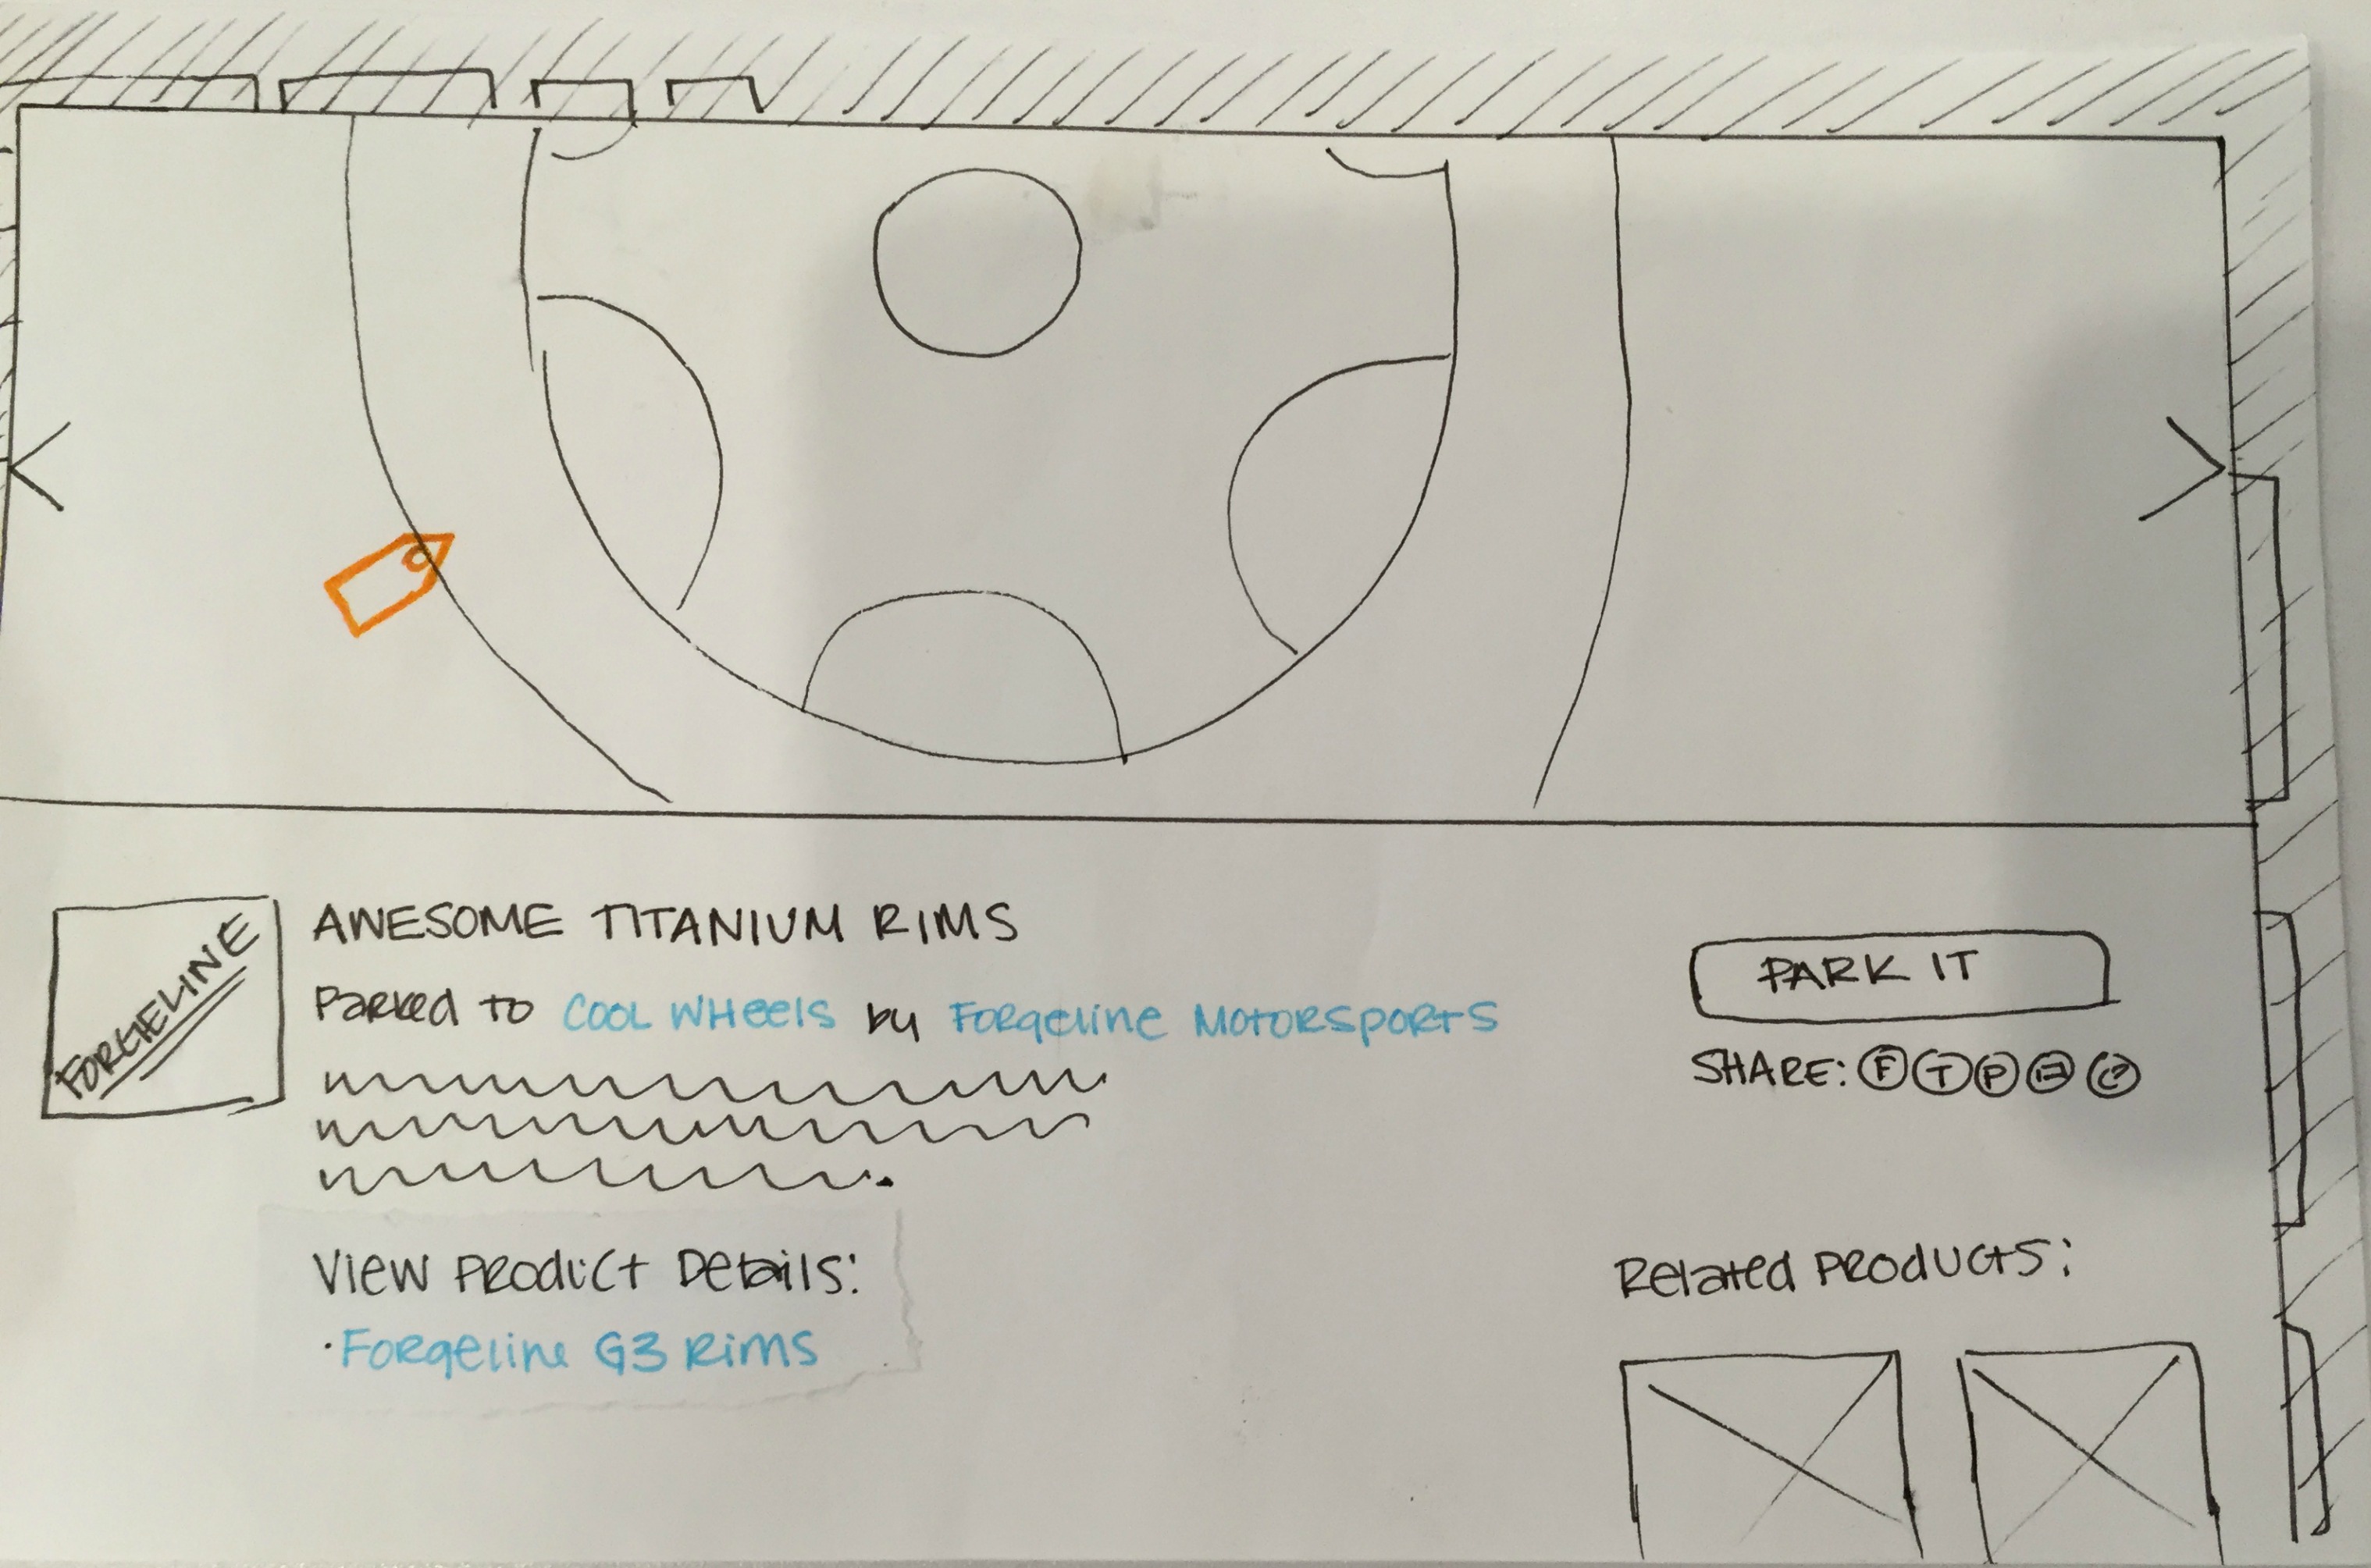 FORGELINE
AWESOME TITANIUM RIMS
Parked to COOL WHeels by Forgeline Motorsports
View Product Details:
· Forgeline G3 Rims
PARK IT
SHARE: F T P
Related Products: